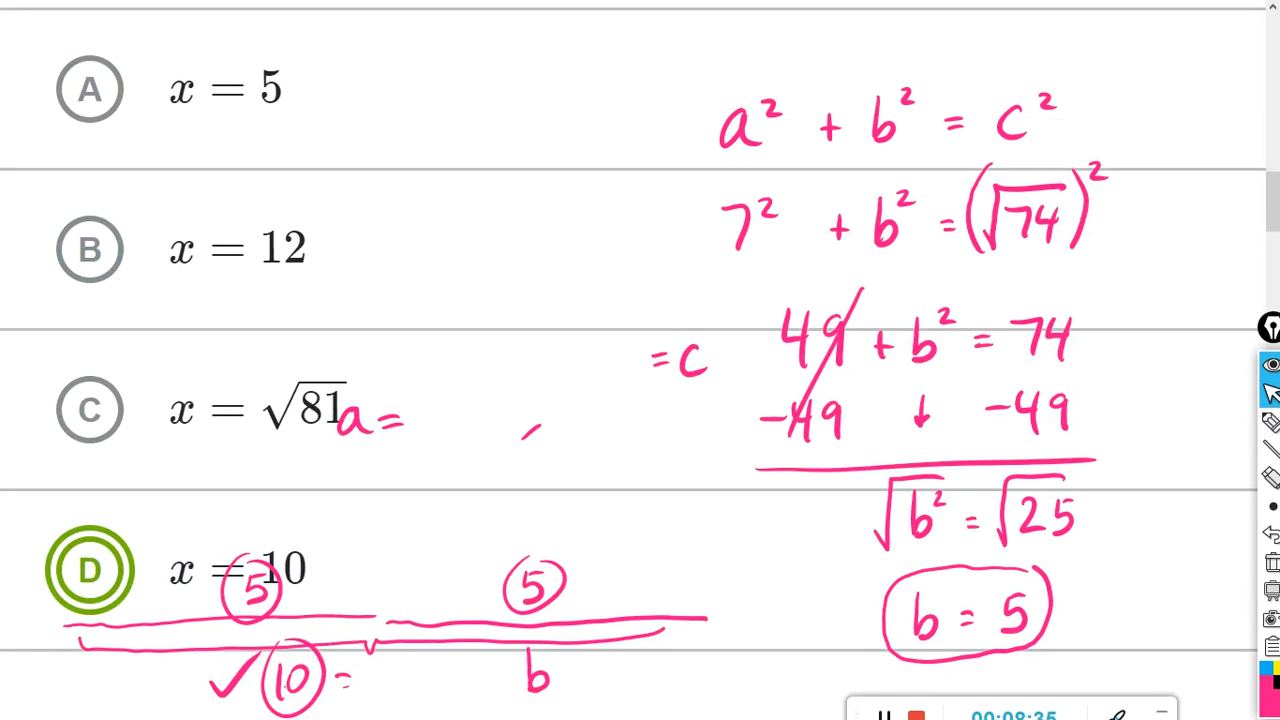 A x = 5
a² + b² = c²
B x = 12
7² + b² = (√74)²
49 + b² = 74
= c
C x = √81
a =
-49 ↓ -49
√b² = √25
D x = 10
5 5
b = 5
✓ 10 = b
00:08:35